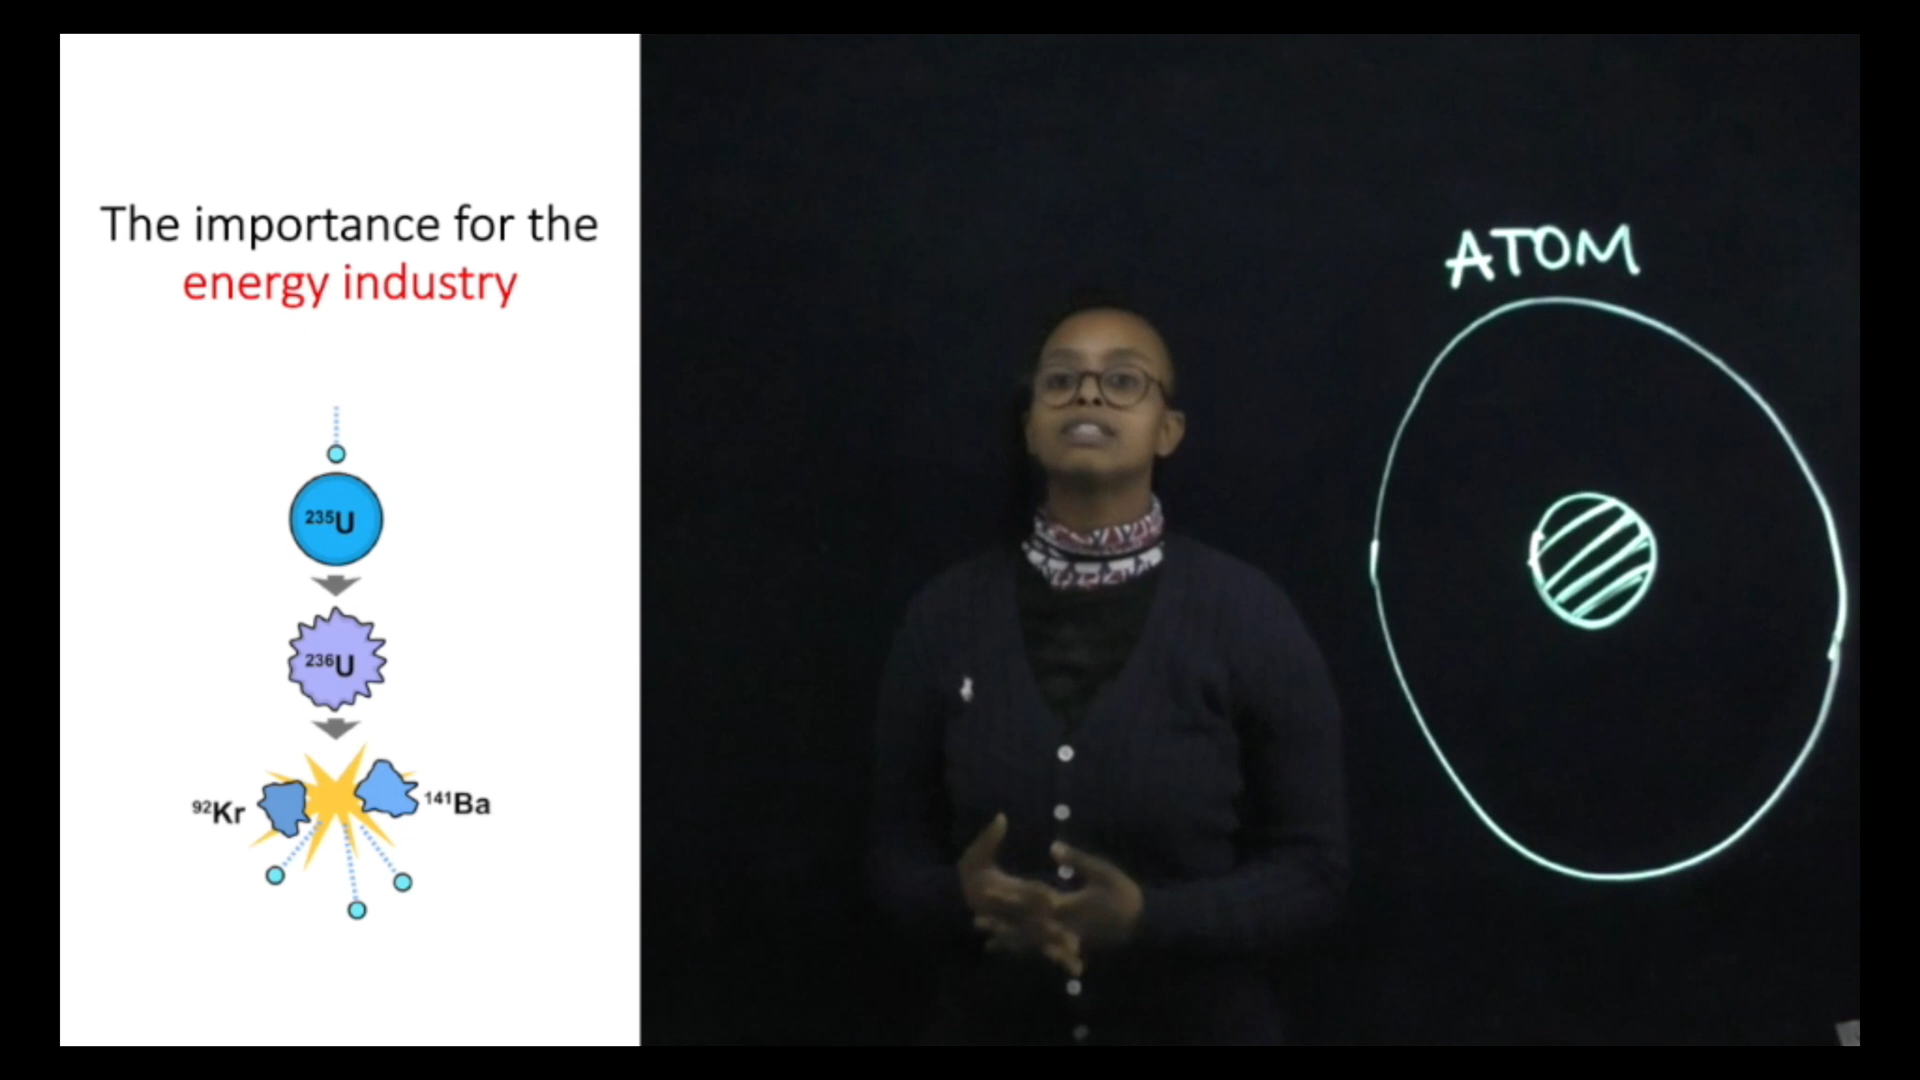 The importance for the
energy industry
ATOM
²³⁵U
²³⁶U
⁹²Kr
¹⁴¹Ba